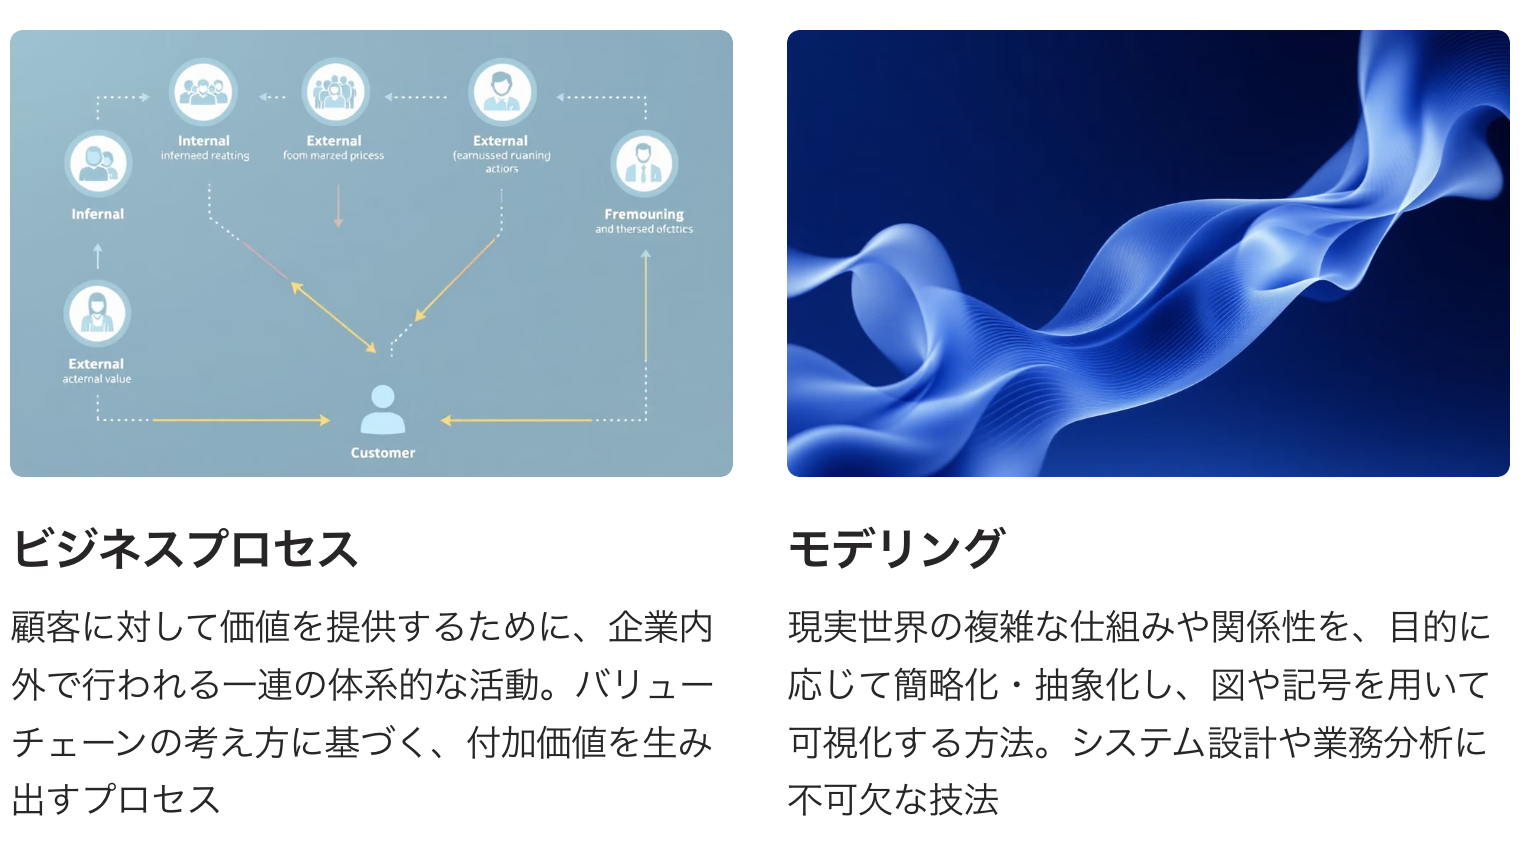 Internal
inferneed reatting
External
foom marzed pricess
External
(eamussed ruaning)
actiors
Infernal
Fremouning
and thersed ofcttics
External
acternal value
Customer
ビジネスプロセス
顧客に対して価値を提供するために、企業内
外で行われる一連の体系的な活動。バリュー
チェーンの考え方に基づく、付加価値を生み
出すプロセス
モデリング
現実世界の複雑な仕組みや関係性を、目的に
応じて簡略化・抽象化し、図や記号を用いて
可視化する方法。システム設計や業務分析に
不可欠な技法